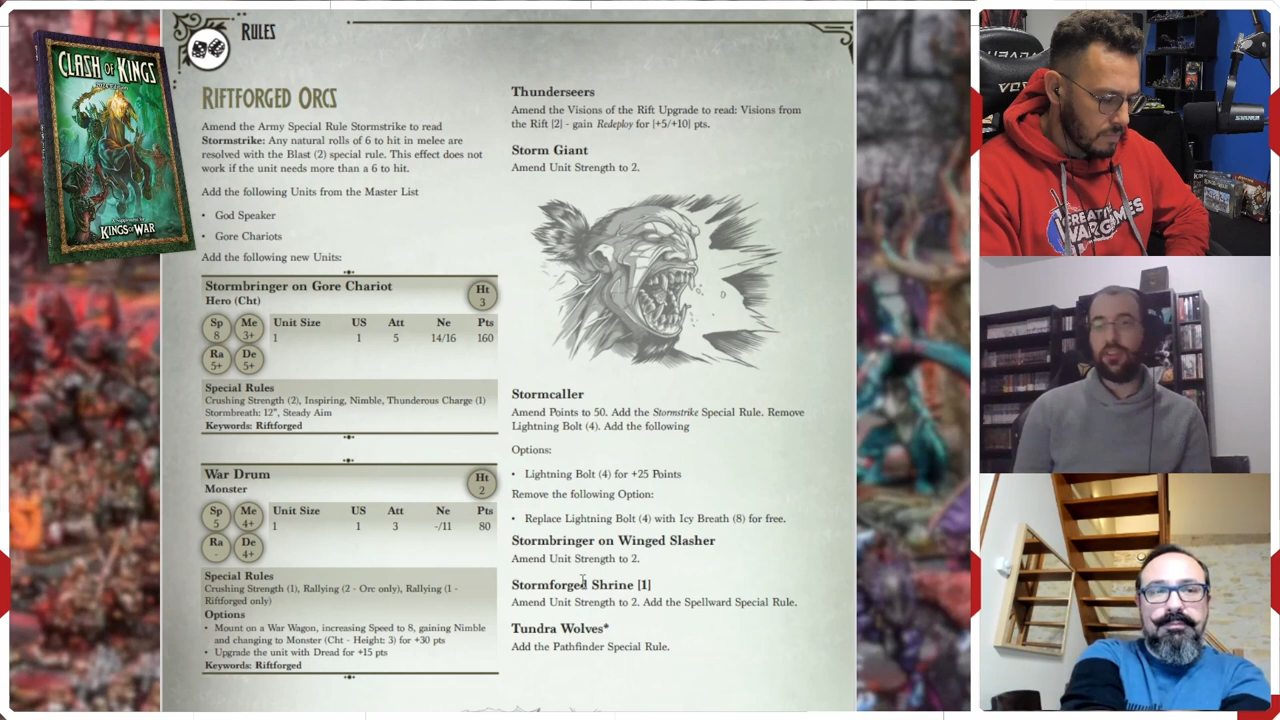 CLASH OF KINGS
KINGS OF WAR
RULES
RIFTFORGED ORCS
Amend the Army Special Rule Stormstrike to read
Stormstrike: Any natural rolls of 6 to hit in melee are
resolved with the Blast (2) special rule. This effect does not
work if the unit needs more than a 6 to hit.
Add the following Units from the Master List
• God Speaker
• Gore Chariots
Add the following new Units:
Stormbringer on Gore Chariot
Hero (Cht)
Ht
3
Sp Me Unit Size US Att Ne Pts
8 3+ 1 1 5 14/16 160
Ra De
5+ 5+
Special Rules
Crushing Strength (2), Inspiring, Nimble, Thunderous Charge (1)
Stormbreath: 12", Steady Aim
Keywords: Riftforged
War Drum
Monster
Ht
2
Sp Me Unit Size US Att Ne Pts
5 4+ 1 1 3 -/11 80
Ra De
- 4+
Special Rules
Crushing Strength (1), Rallying (2 - Orc only), Rallying (1 -
Riftforged only)
Options
• Mount on a War Wagon, increasing Speed to 8, gaining Nimble
and changing to Monster (Cht - Height: 3) for +30 pts
• Upgrade the unit with Dread for +15 pts
Keywords: Riftforged
Thunderseers
Amend the Visions of the Rift Upgrade to read: Visions from
the Rift [2] - gain Redeploy for [+5/+10] pts.
Storm Giant
Amend Unit Strength to 2.
Stormcaller
Amend Points to 50. Add the Stormstrike Special Rule. Remove
Lightning Bolt (4). Add the following
Options:
• Lightning Bolt (4) for +25 Points
Remove the following Option:
• Replace Lightning Bolt (4) with Icy Breath (8) for free.
Stormbringer on Winged Slasher
Amend Unit Strength to 2.
Stormforged Shrine [1]
Amend Unit Strength to 2. Add the Spellward Special Rule.
Tundra Wolves*
Add the Pathfinder Special Rule.
WARGAMES